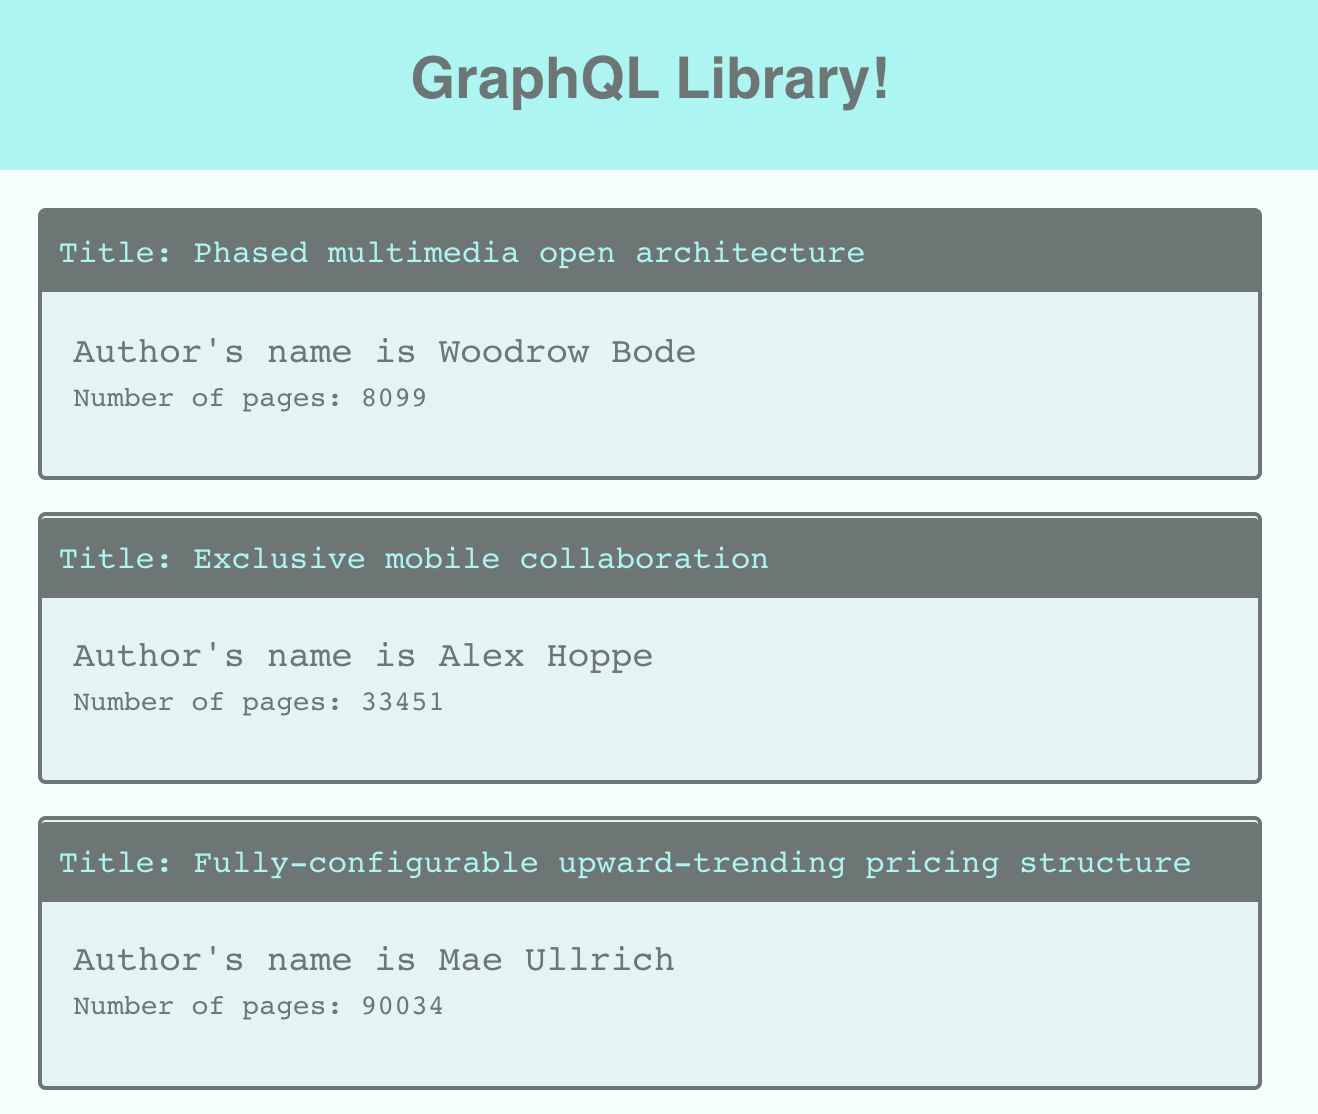 GraphQL Library!
Title: Phased multimedia open architecture
Author's name is Woodrow Bode
Number of pages: 8099
Title: Exclusive mobile collaboration
Author's name is Alex Hoppe
Number of pages: 33451
Title: Fully-configurable upward-trending pricing structure
Author's name is Mae Ullrich
Number of pages: 90034